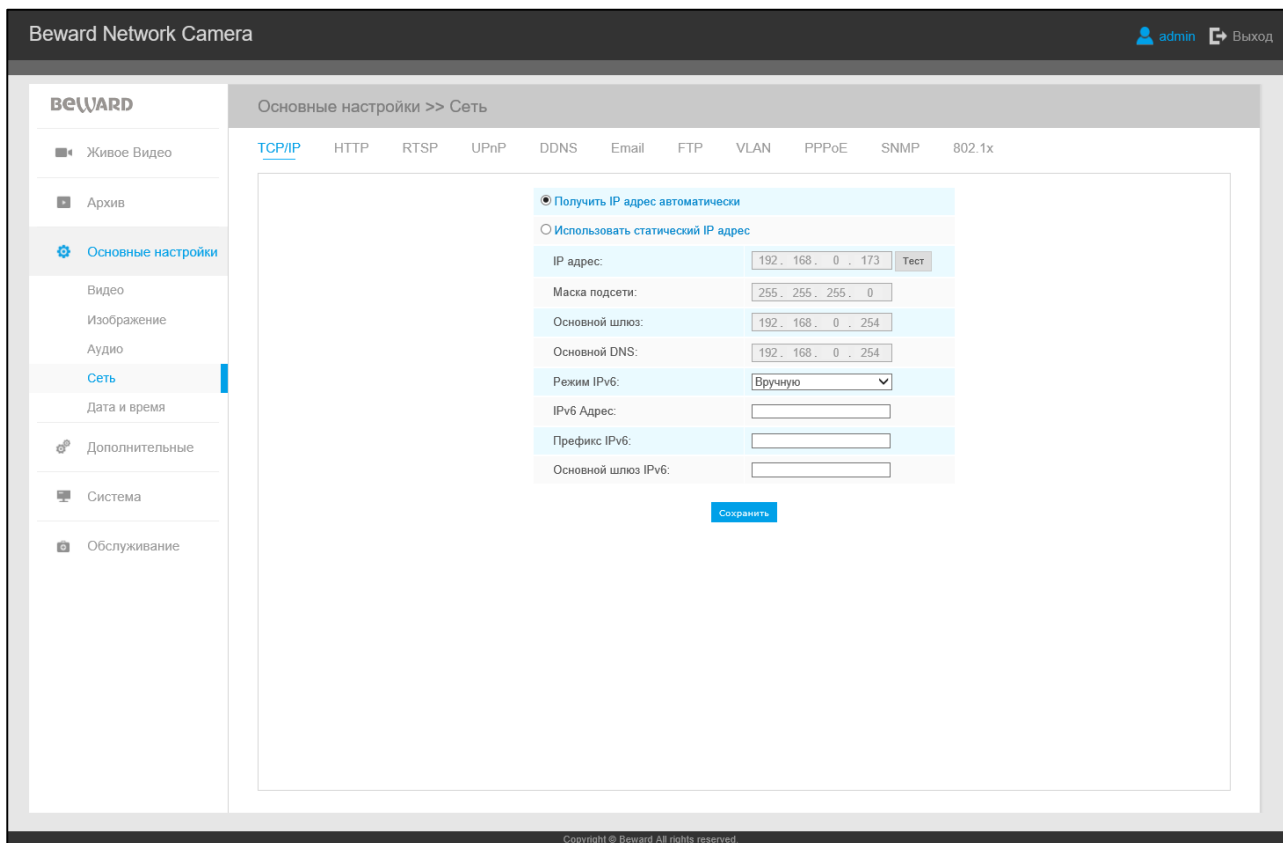 Beward Network Camera
admin Выход
BEWARD
Основные настройки >> Сеть
Живое Видео
Архив
Основные настройки
Видео
Изображение
Аудио
Сеть
Дата и время
Дополнительные
Система
Обслуживание
TCP/IP HTTP RTSP UPnP DDNS Email FTP VLAN PPPoE SNMP 802.1x
Получить IP адрес автоматически
Использовать статический IP адрес
IP адрес: 192. 168. 0 . 173 Тест
Маска подсети: 255. 255. 255. 0
Основной шлюз: 192. 168. 0 . 254
Основной DNS: 192. 168. 0 . 254
Режим IPv6: Вручную
IPv6 Адрес:
Префикс IPv6:
Основной шлюз IPv6:
Сохранить
Copyright © Beward All rights reserved.